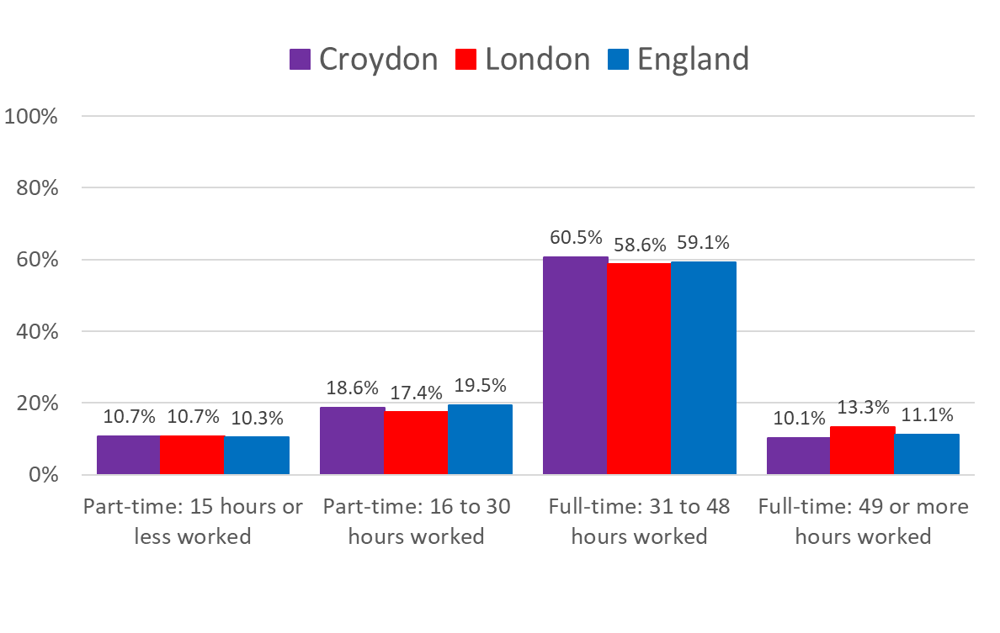 Croydon London England
100%
80%
60%
40%
20%
0%
10.7% 10.7% 10.3%
18.6% 17.4% 19.5%
60.5% 58.6% 59.1%
10.1% 13.3% 11.1%
Part-time: 15 hours or
less worked
Part-time: 16 to 30
hours worked
Full-time: 31 to 48
hours worked
Full-time: 49 or more
hours worked